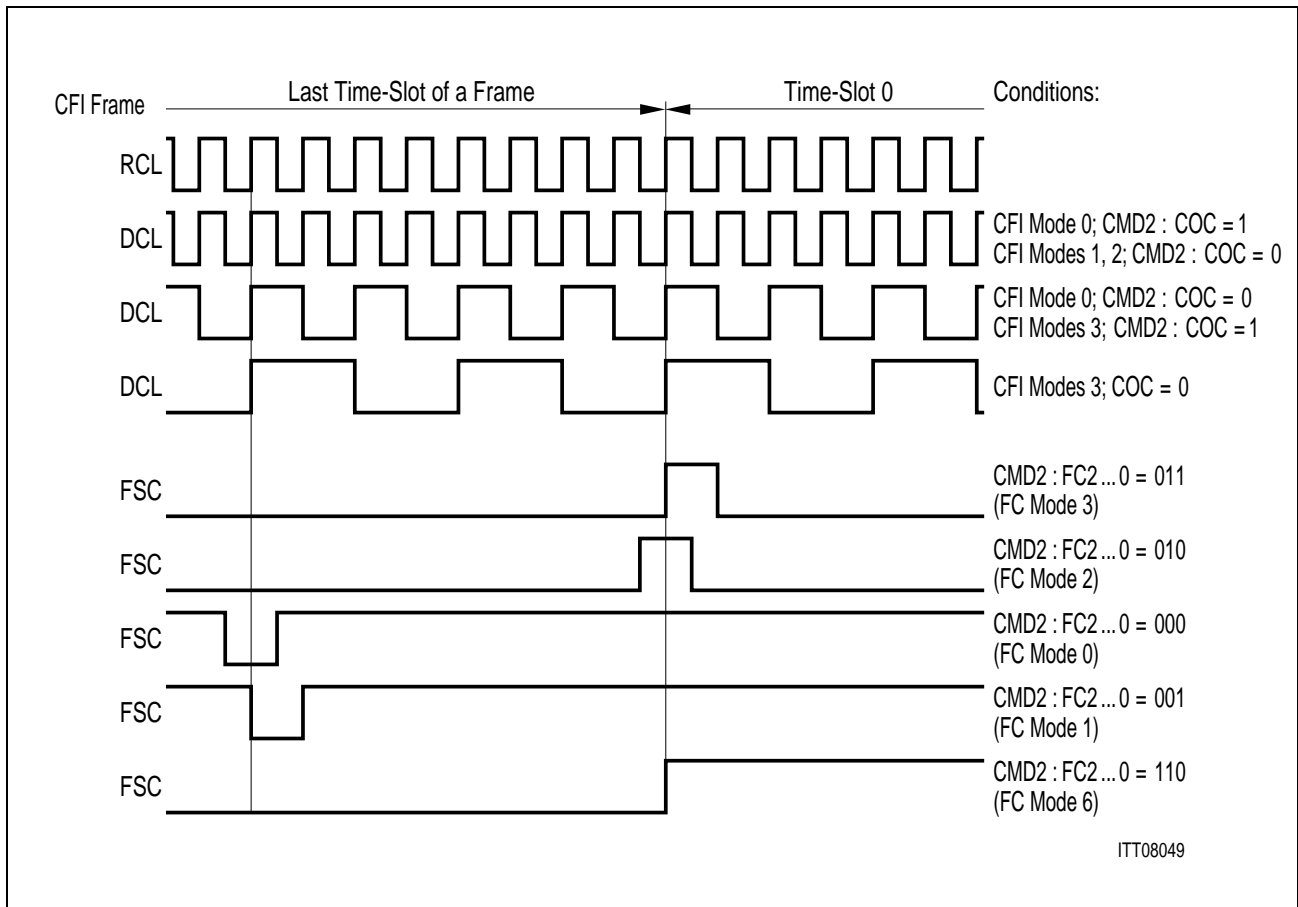 CFI Frame Last Time-Slot of a Frame Time-Slot 0 Conditions:
RCL
DCL CFI Mode 0; CMD2 : COC = 1
CFI Modes 1, 2; CMD2 : COC = 0
DCL CFI Mode 0; CMD2 : COC = 0
CFI Modes 3; CMD2 : COC = 1
DCL CFI Modes 3; COC = 0
FSC CMD2 : FC2 ... 0 = 011
(FC Mode 3)
FSC CMD2 : FC2 ... 0 = 010
(FC Mode 2)
FSC CMD2 : FC2 ... 0 = 000
(FC Mode 0)
FSC CMD2 : FC2 ... 0 = 001
(FC Mode 1)
FSC CMD2 : FC2 ... 0 = 110
(FC Mode 6)
ITT08049